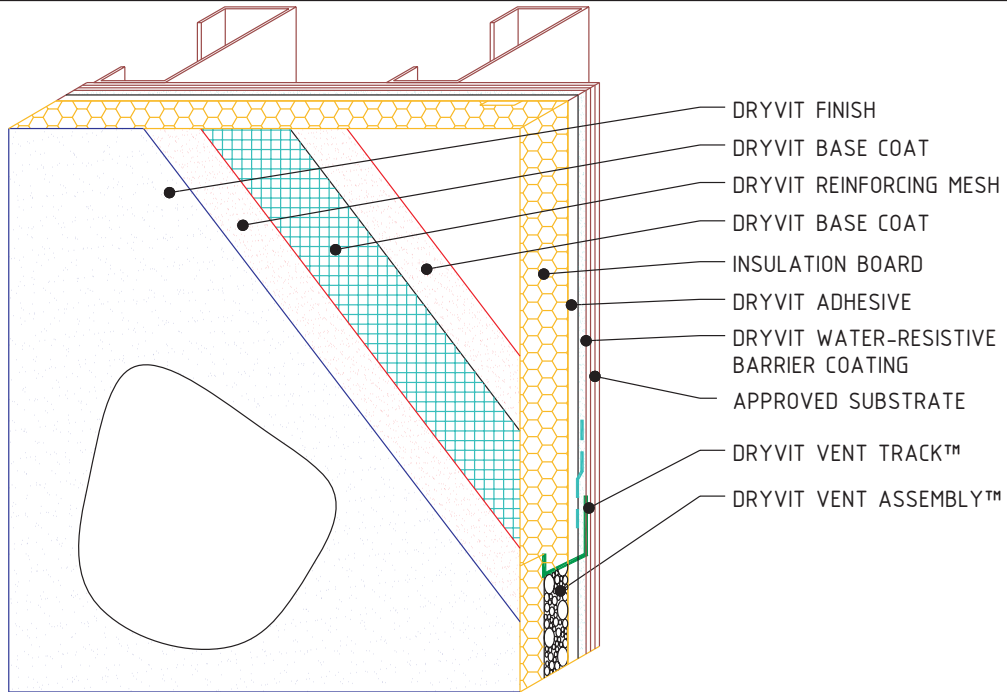 DRYVIT FINISH
DRYVIT BASE COAT
DRYVIT REINFORCING MESH
DRYVIT BASE COAT
INSULATION BOARD
DRYVIT ADHESIVE
DRYVIT WATER-RESISTIVE
BARRIER COATING
APPROVED SUBSTRATE
DRYVIT VENT TRACK™
DRYVIT VENT ASSEMBLY™